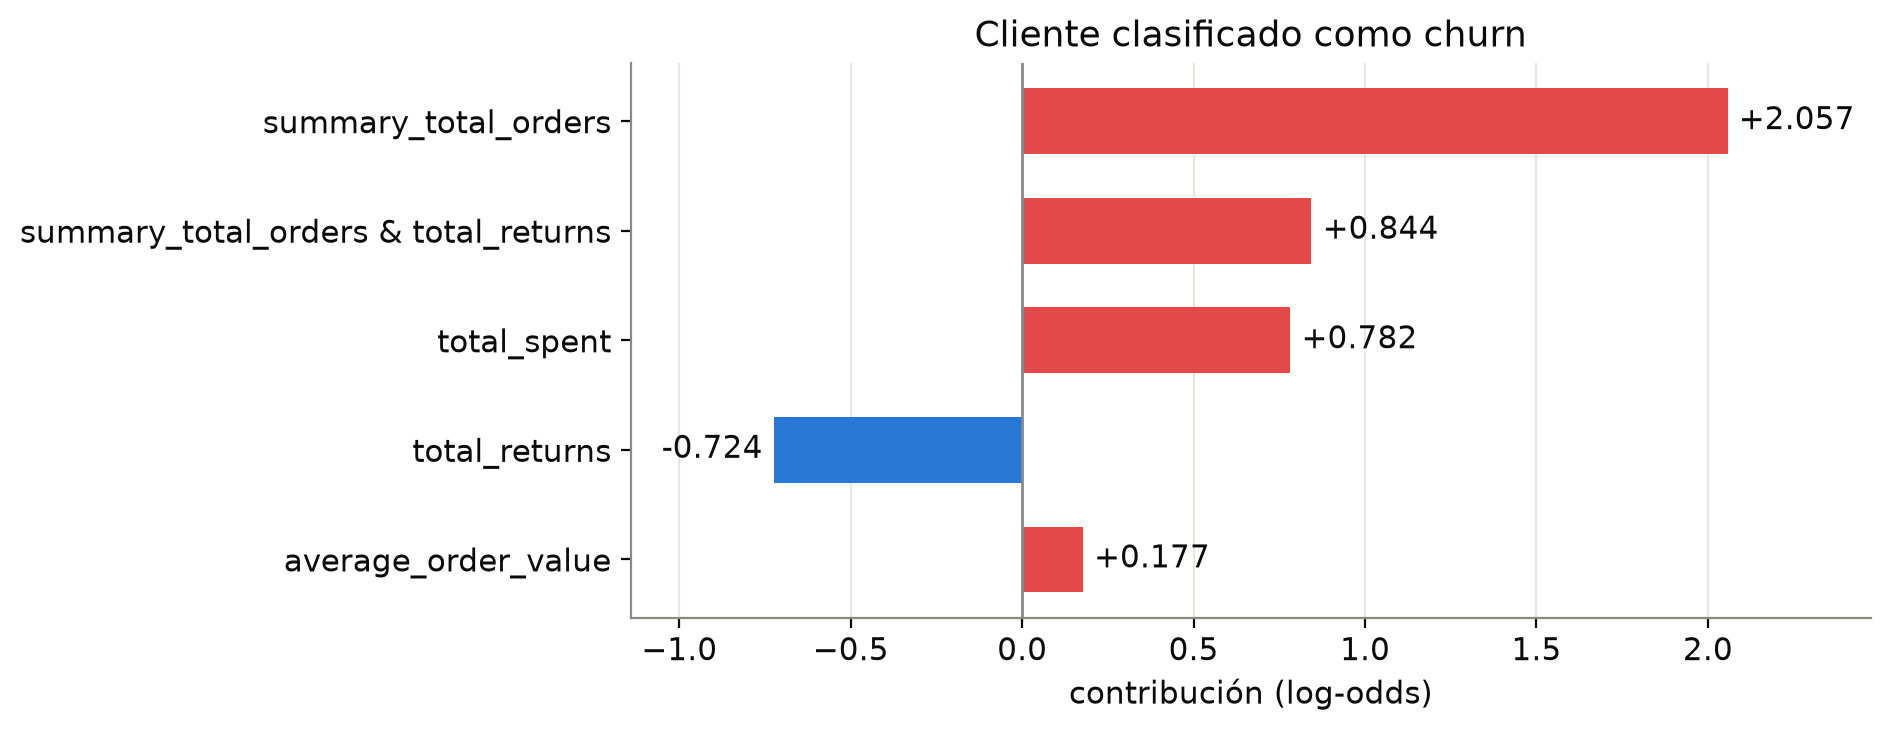 Cliente clasificado como churn
summary_total_orders
+2.057
summary_total_orders & total_returns
+0.844
total_spent
+0.782
total_returns
-0.724
average_order_value
+0.177
−1.0
−0.5
0.0
0.5
1.0
1.5
2.0
contribución (log-odds)